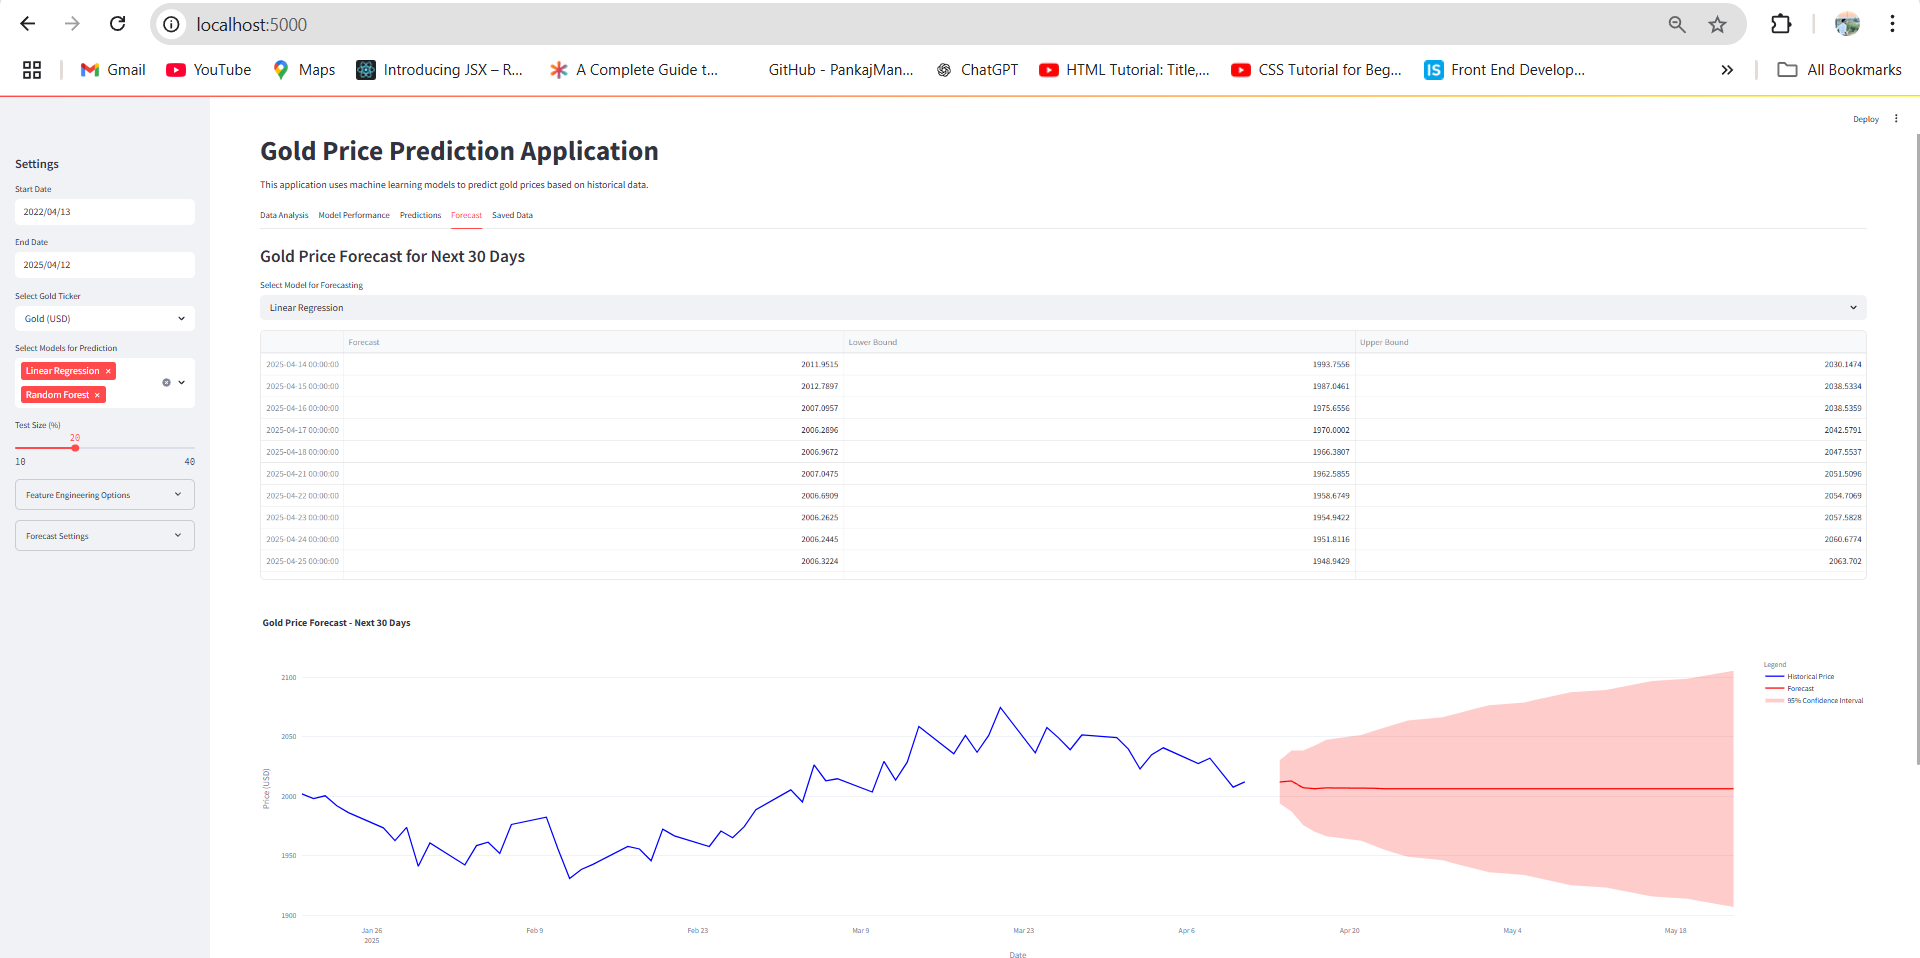 localhost:5000
Gmail YouTube Maps Introducing JSX – R... A Complete Guide t... GitHub - PankajMan... ChatGPT HTML Tutorial: Title,... CSS Tutorial for Beg... Front End Develop... All Bookmarks
Deploy
Settings
Start Date
2022/04/13
End Date
2025/04/12
Select Gold Ticker
Gold (USD)
Select Models for Prediction
Linear Regression ×
Random Forest ×
Test Size (%)
20
10 40
Feature Engineering Options
Forecast Settings
Gold Price Prediction Application
This application uses machine learning models to predict gold prices based on historical data.
Data Analysis Model Performance Predictions Forecast Saved Data
Gold Price Forecast for Next 30 Days
Select Model for Forecasting
Linear Regression
Forecast Lower Bound Upper Bound
2025-04-14 00:00:00 2011.9515 1993.7556 2030.1474
2025-04-15 00:00:00 2012.7897 1987.0461 2038.5334
2025-04-16 00:00:00 2007.0957 1975.6556 2038.5359
2025-04-17 00:00:00 2006.2896 1970.0002 2042.5791
2025-04-18 00:00:00 2006.9672 1966.3807 2047.5537
2025-04-21 00:00:00 2007.0475 1962.5855 2051.5096
2025-04-22 00:00:00 2006.6909 1958.6749 2054.7069
2025-04-23 00:00:00 2006.2625 1954.9422 2057.5828
2025-04-24 00:00:00 2006.2445 1951.8116 2060.6774
2025-04-25 00:00:00 2006.3224 1948.9429 2063.702
Gold Price Forecast - Next 30 Days
Legend
Historical Price
Forecast
95% Confidence Interval
Price (USD)
2100
2050
2000
1950
1900
Jan 26 Feb 9 Feb 23 Mar 9 Mar 23 Apr 6 Apr 20 May 4 May 18
2025
Date